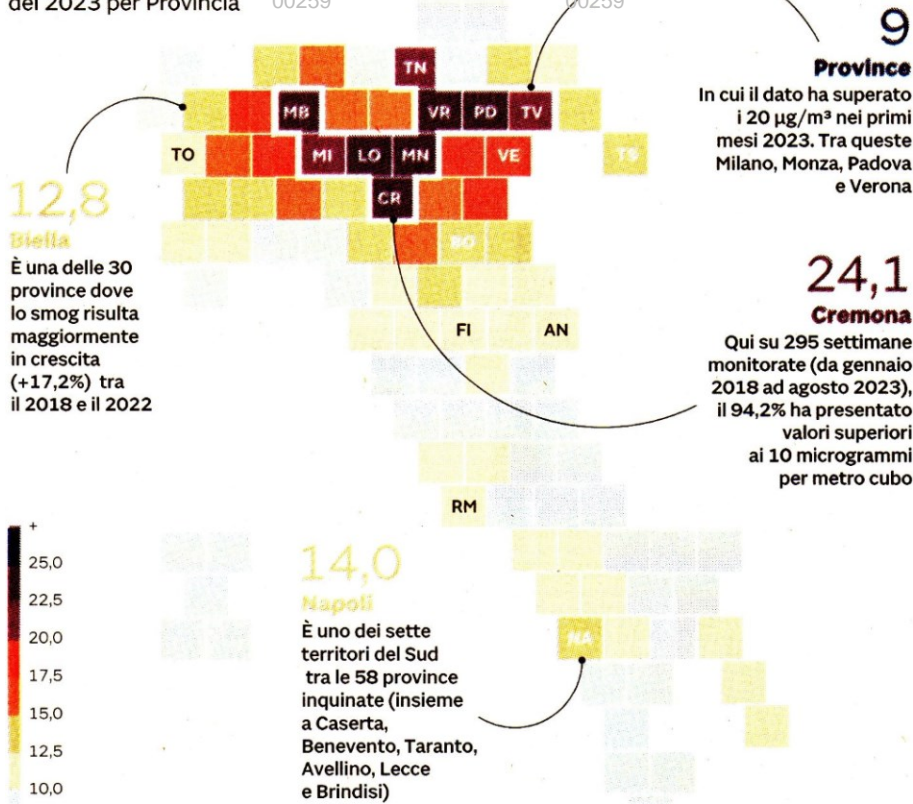 del 2023 per Provincia
00259
00259
9
Province
In cui il dato ha superato
i 20 µg/m³ nei primi
mesi 2023. Tra queste
Milano, Monza, Padova
e Verona
TN
MB
VR
PD
TV
TO
MI
LO
MN
VE
TS
CR
BO
FI
AN
RM
NA
12,8
Biella
È una delle 30
province dove
lo smog risulta
maggiormente
in crescita
(+17,2%) tra
il 2018 e il 2022
24,1
Cremona
Qui su 295 settimane
monitorate (da gennaio
2018 ad agosto 2023),
il 94,2% ha presentato
valori superiori
ai 10 microgrammi
per metro cubo
14,0
Napoli
È uno dei sette
territori del Sud
tra le 58 province
inquinate (insieme
a Caserta,
Benevento, Taranto,
Avellino, Lecce
e Brindisi)
+
25,0
22,5
20,0
17,5
15,0
12,5
10,0